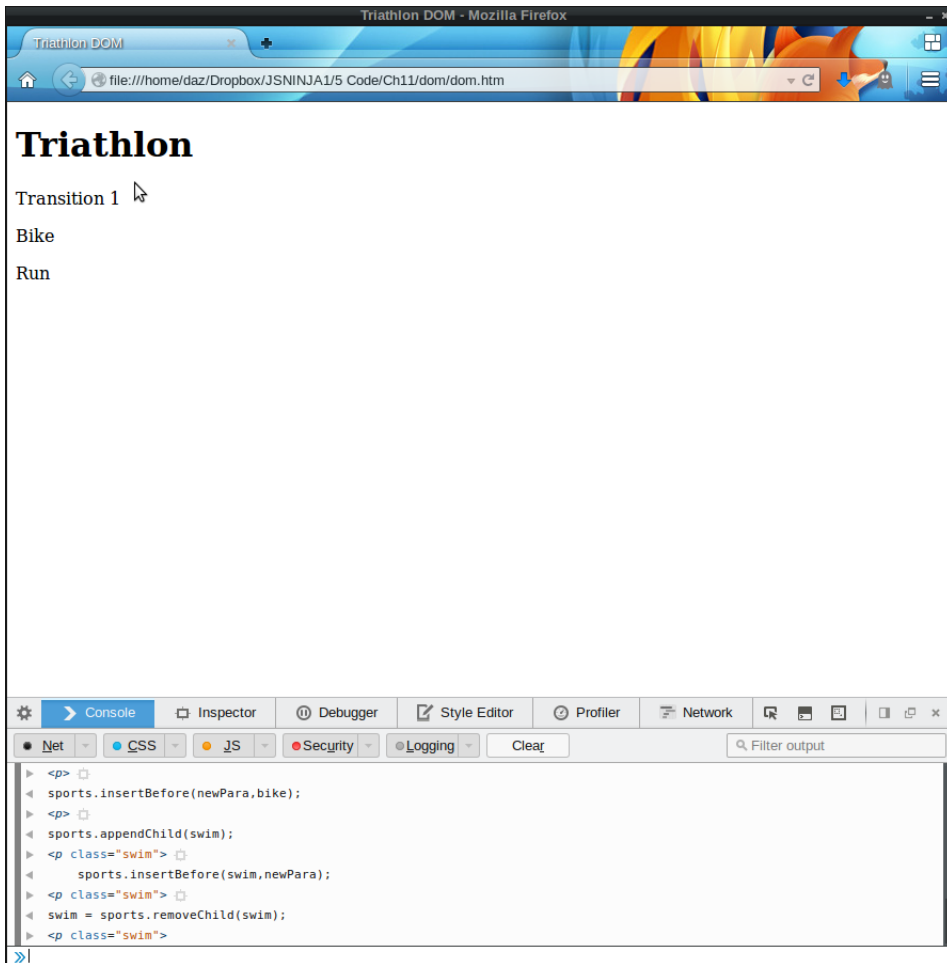 Triathlon DOM - Mozilla Firefox
Triathlon DOM
file:///home/daz/Dropbox/JSNINJA1/5 Code/Ch11/dom/dom.htm
Triathlon
Transition 1
Bike
Run
Console Inspector Debugger Style Editor Profiler Network
Net CSS JS Security Logging Clear Filter output
<p>
sports.insertBefore(newPara,bike);
<p>
sports.appendChild(swim);
<p class="swim">
sports.insertBefore(swim,newPara);
<p class="swim">
swim = sports.removeChild(swim);
<p class="swim">